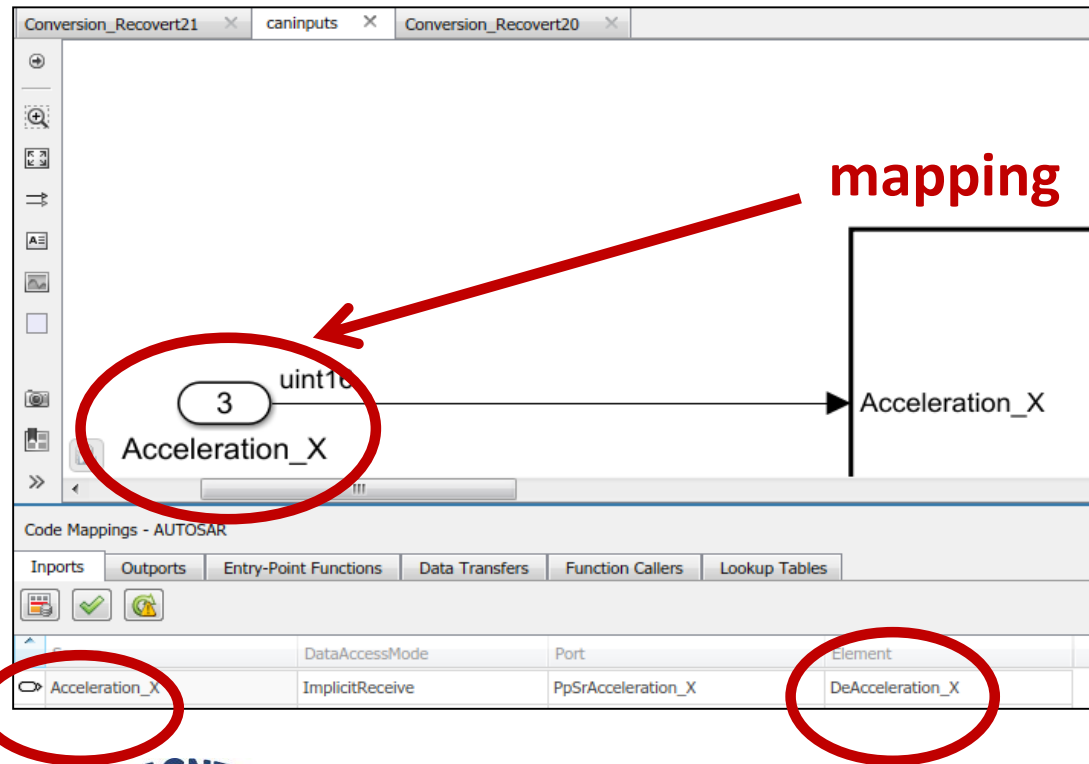 Conversion_Recovert21 caninputs Conversion_Recovert20
mapping
3
Acceleration_X
Acceleration_X
Code Mappings - AUTOSAR
Inports Outports Entry-Point Functions Data Transfers Function Callers Lookup Tables
DataAccessMode Port Element
Acceleration_X ImplicitReceive PpSrAcceleration_X DeAcceleration_X